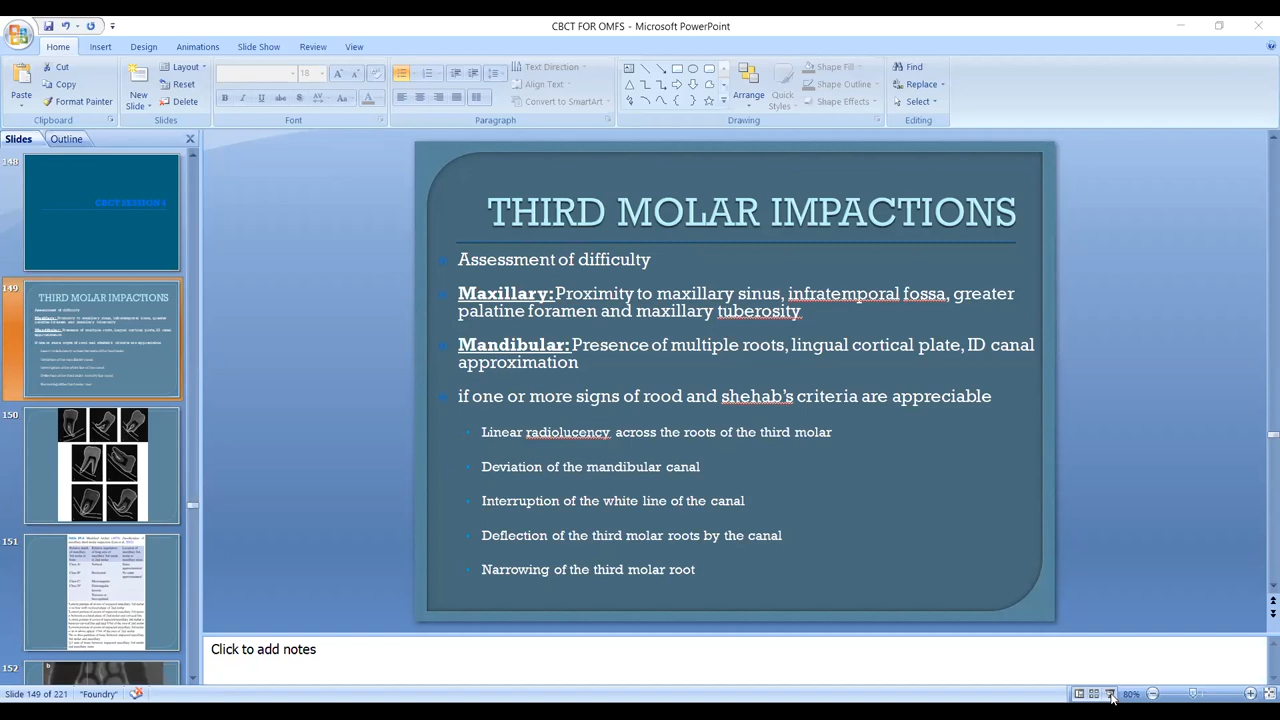 CBCT FOR OMFS - Microsoft PowerPoint
Home Insert Design Animations Slide Show Review View
Paste
Cut
Copy
Format Painter
Clipboard
New Slide
Layout
Reset
Delete
Slides
18
Font
Text Direction
Align Text
Convert to SmartArt
Paragraph
Arrange
Quick Styles
Shape Fill
Shape Outline
Shape Effects
Drawing
Find
Replace
Select
Editing
Slides Outline
148
CBCT SESSION 4
149
THIRD MOLAR IMPACTIONS
150
151
152
b
THIRD MOLAR IMPACTIONS
Assessment of difficulty
Maxillary: Proximity to maxillary sinus, infratemporal fossa, greater
palatine foramen and maxillary tuberosity
Mandibular: Presence of multiple roots, lingual cortical plate, ID canal
approximation
if one or more signs of rood and shehab's criteria are appreciable
Linear radiolucency across the roots of the third molar
Deviation of the mandibular canal
Interruption of the white line of the canal
Deflection of the third molar roots by the canal
Narrowing of the third molar root
Click to add notes
Slide 149 of 221 "Foundry" 80%